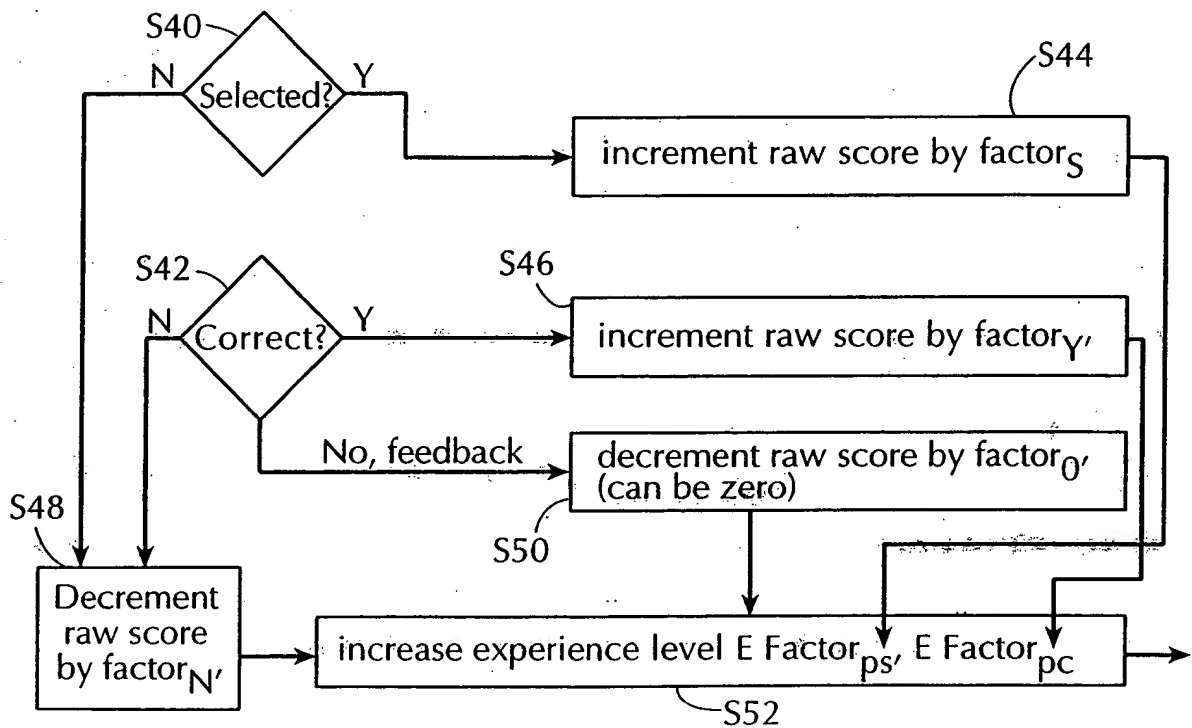 S40
N
Y
Selected?
S44
increment raw score by factorS
S42
N
Y
Correct?
S46
increment raw score by factorY'
No, feedback
decrement raw score by factor0'
(can be zero)
S50
S48
Decrement
raw score
by factorN'
increase experience level E Factorps, E Factorpc
S52